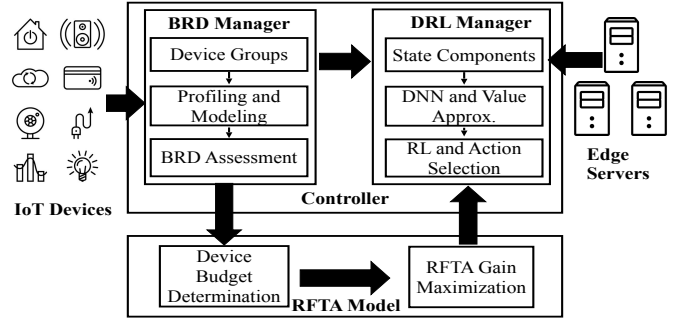 BRD Manager
Device Groups
Profiling and
Modeling
BRD Assessment
DRL Manager
State Components
DNN and Value
Approx.
RL and Action
Selection
IoT Devices
Edge
Servers
Controller
Device
Budget
Determination
RFTA Gain
Maximization
RFTA Model